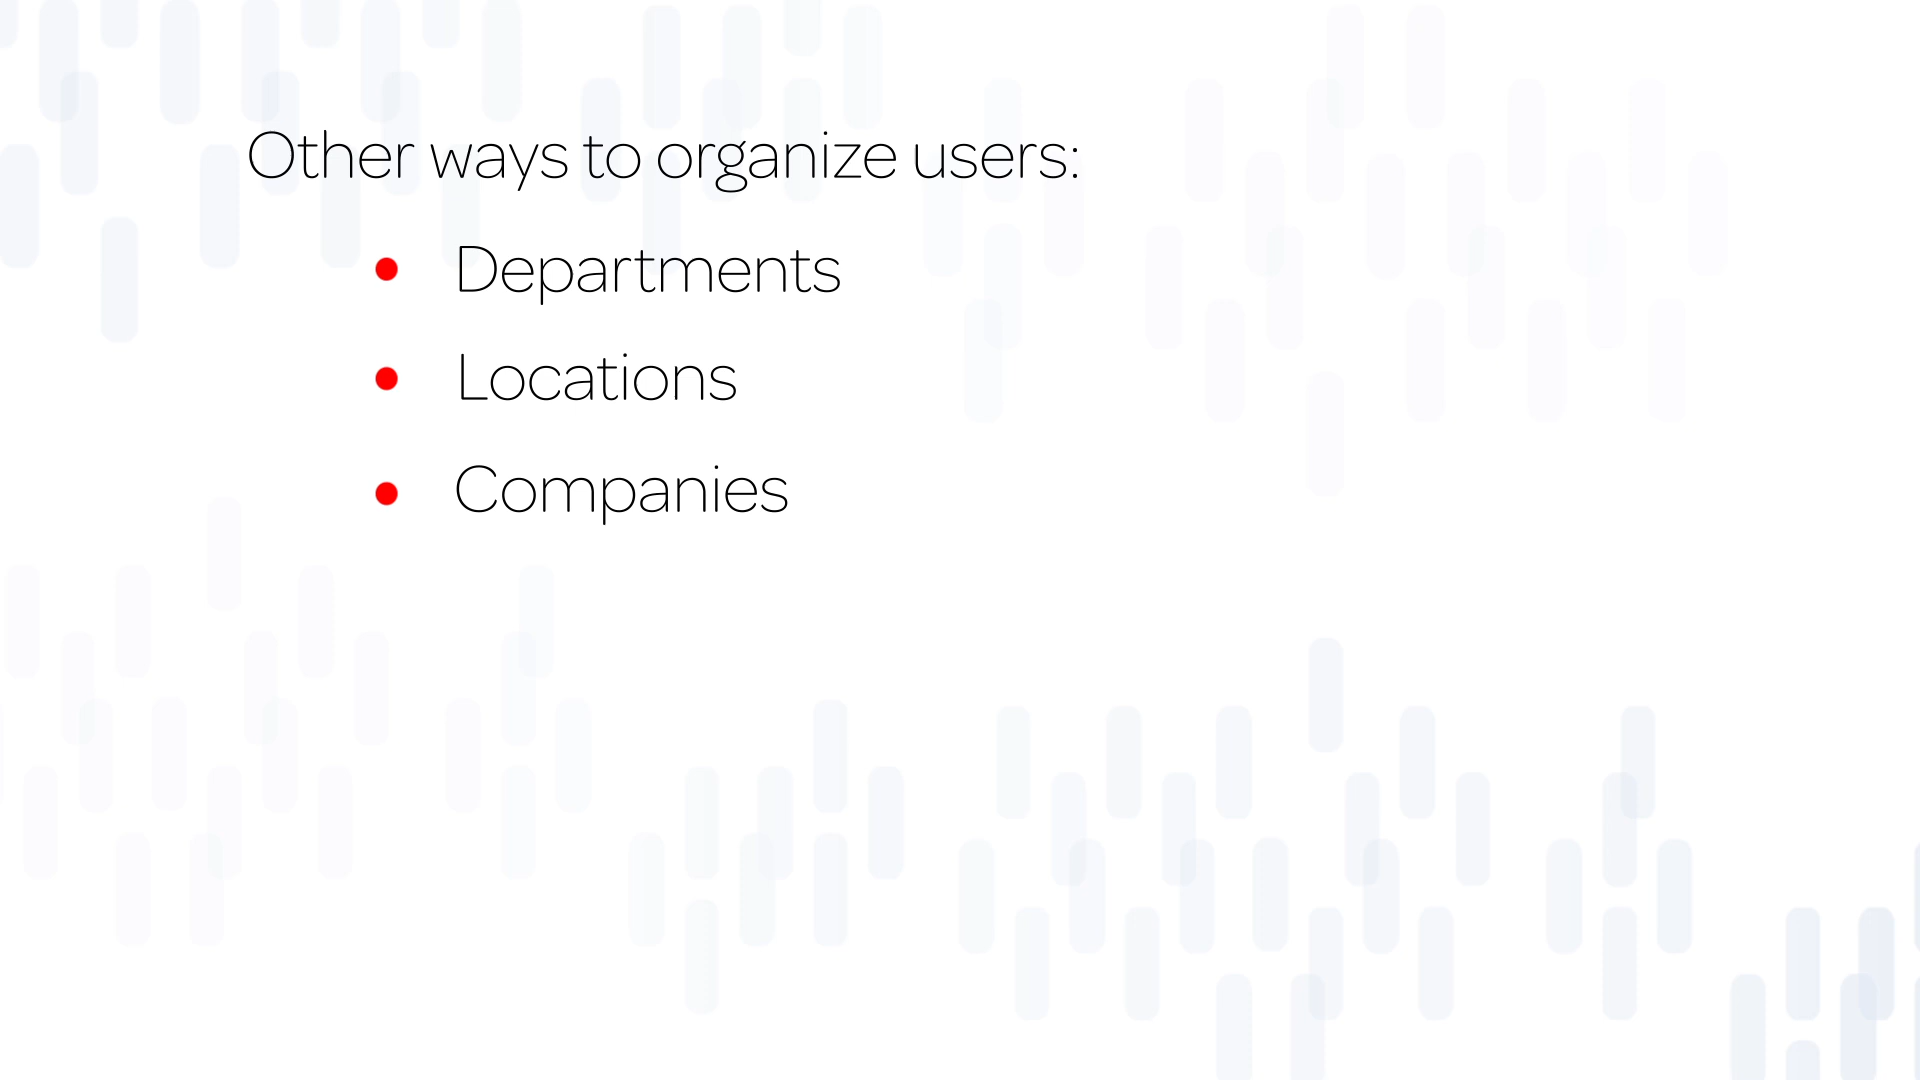 Other ways to organize users:
• Departments
• Locations
• Companies